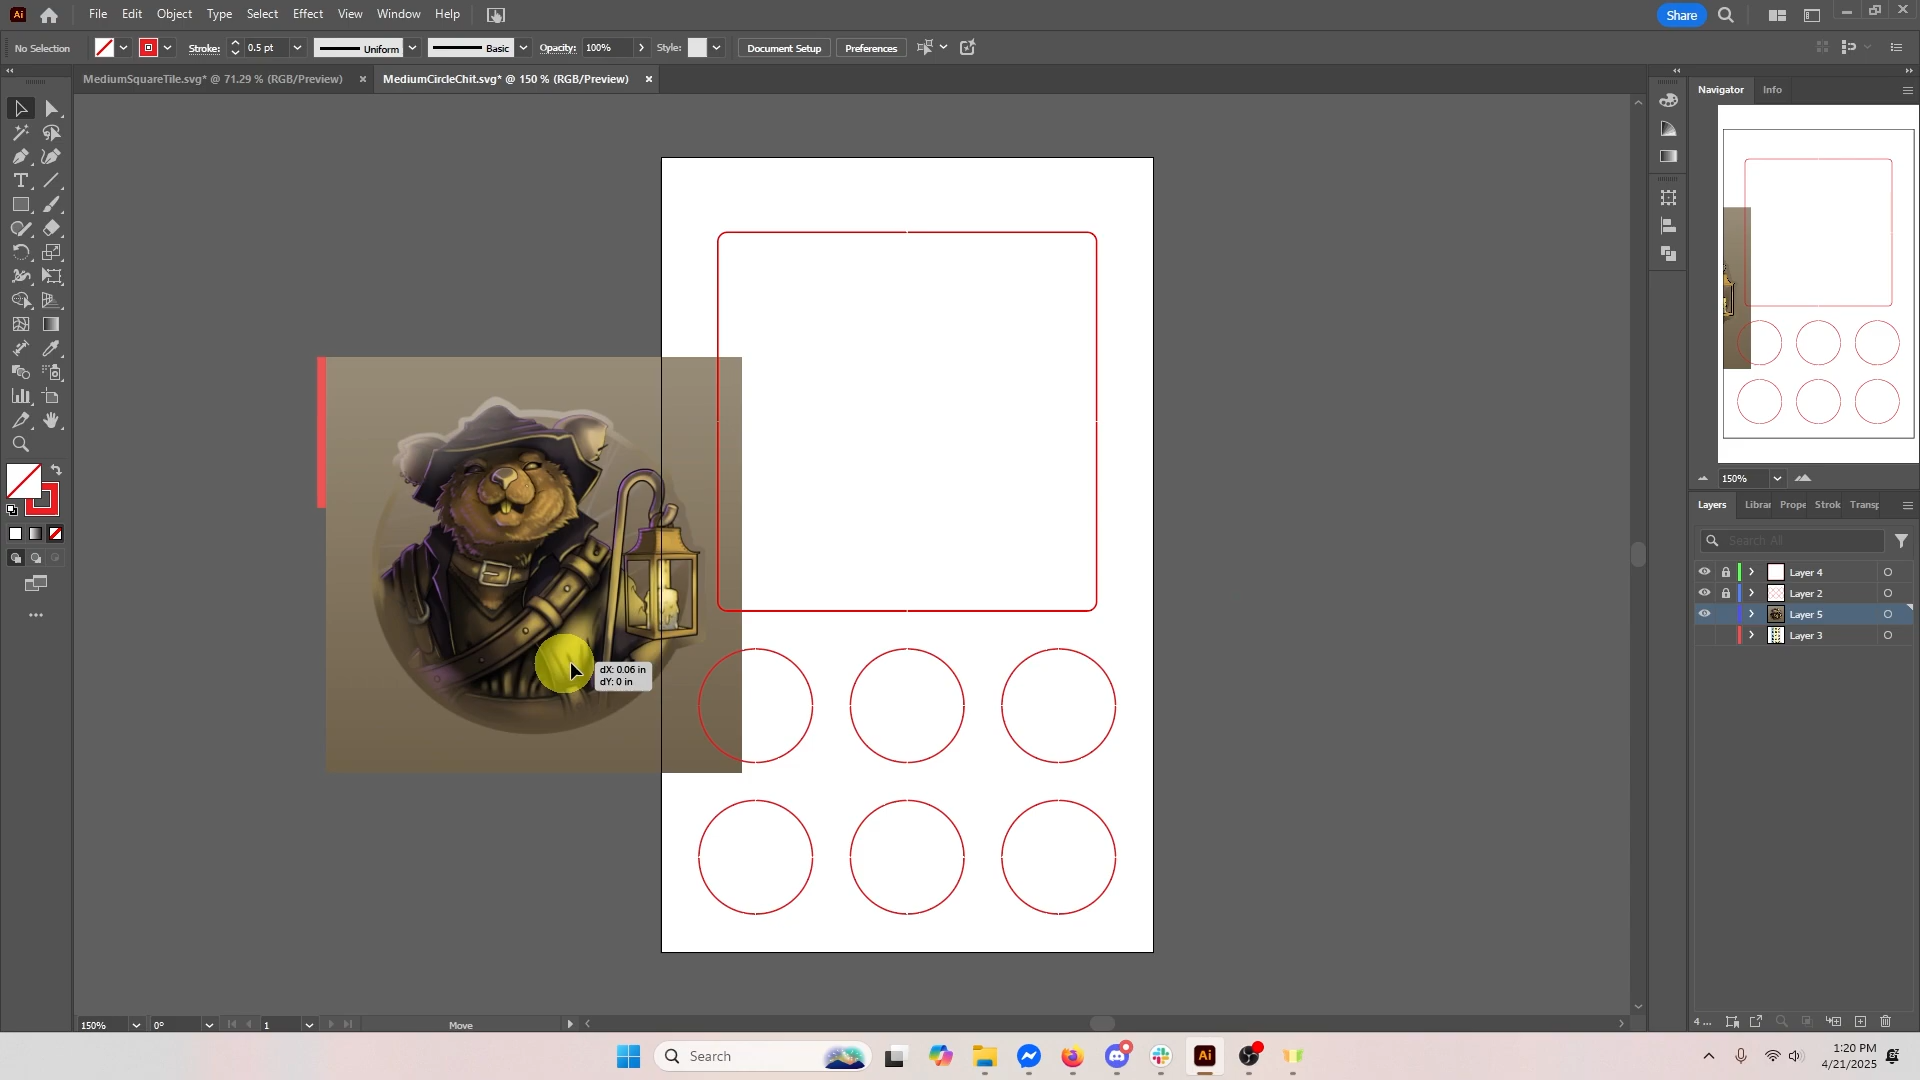 Ai File Edit Object Type Select Effect View Window Help Share
No Selection Stroke: 0.5 pt Uniform Basic Opacity: 100% Style: Document Setup Preferences
MediumSquareTile.svg* @ 71.29 % (RGB/Preview) MediumCircleChit.svg* @ 150 % (RGB/Preview)
Navigator Info
dX: 0.06 in
dY: 0 in
150%
Layers Librar Prope Strok Transp
Search All
Layer 4
Layer 2
Layer 5
Layer 3
4 ...
150% 0° 1 Move
Search Ai
1:20 PM
4/21/2025